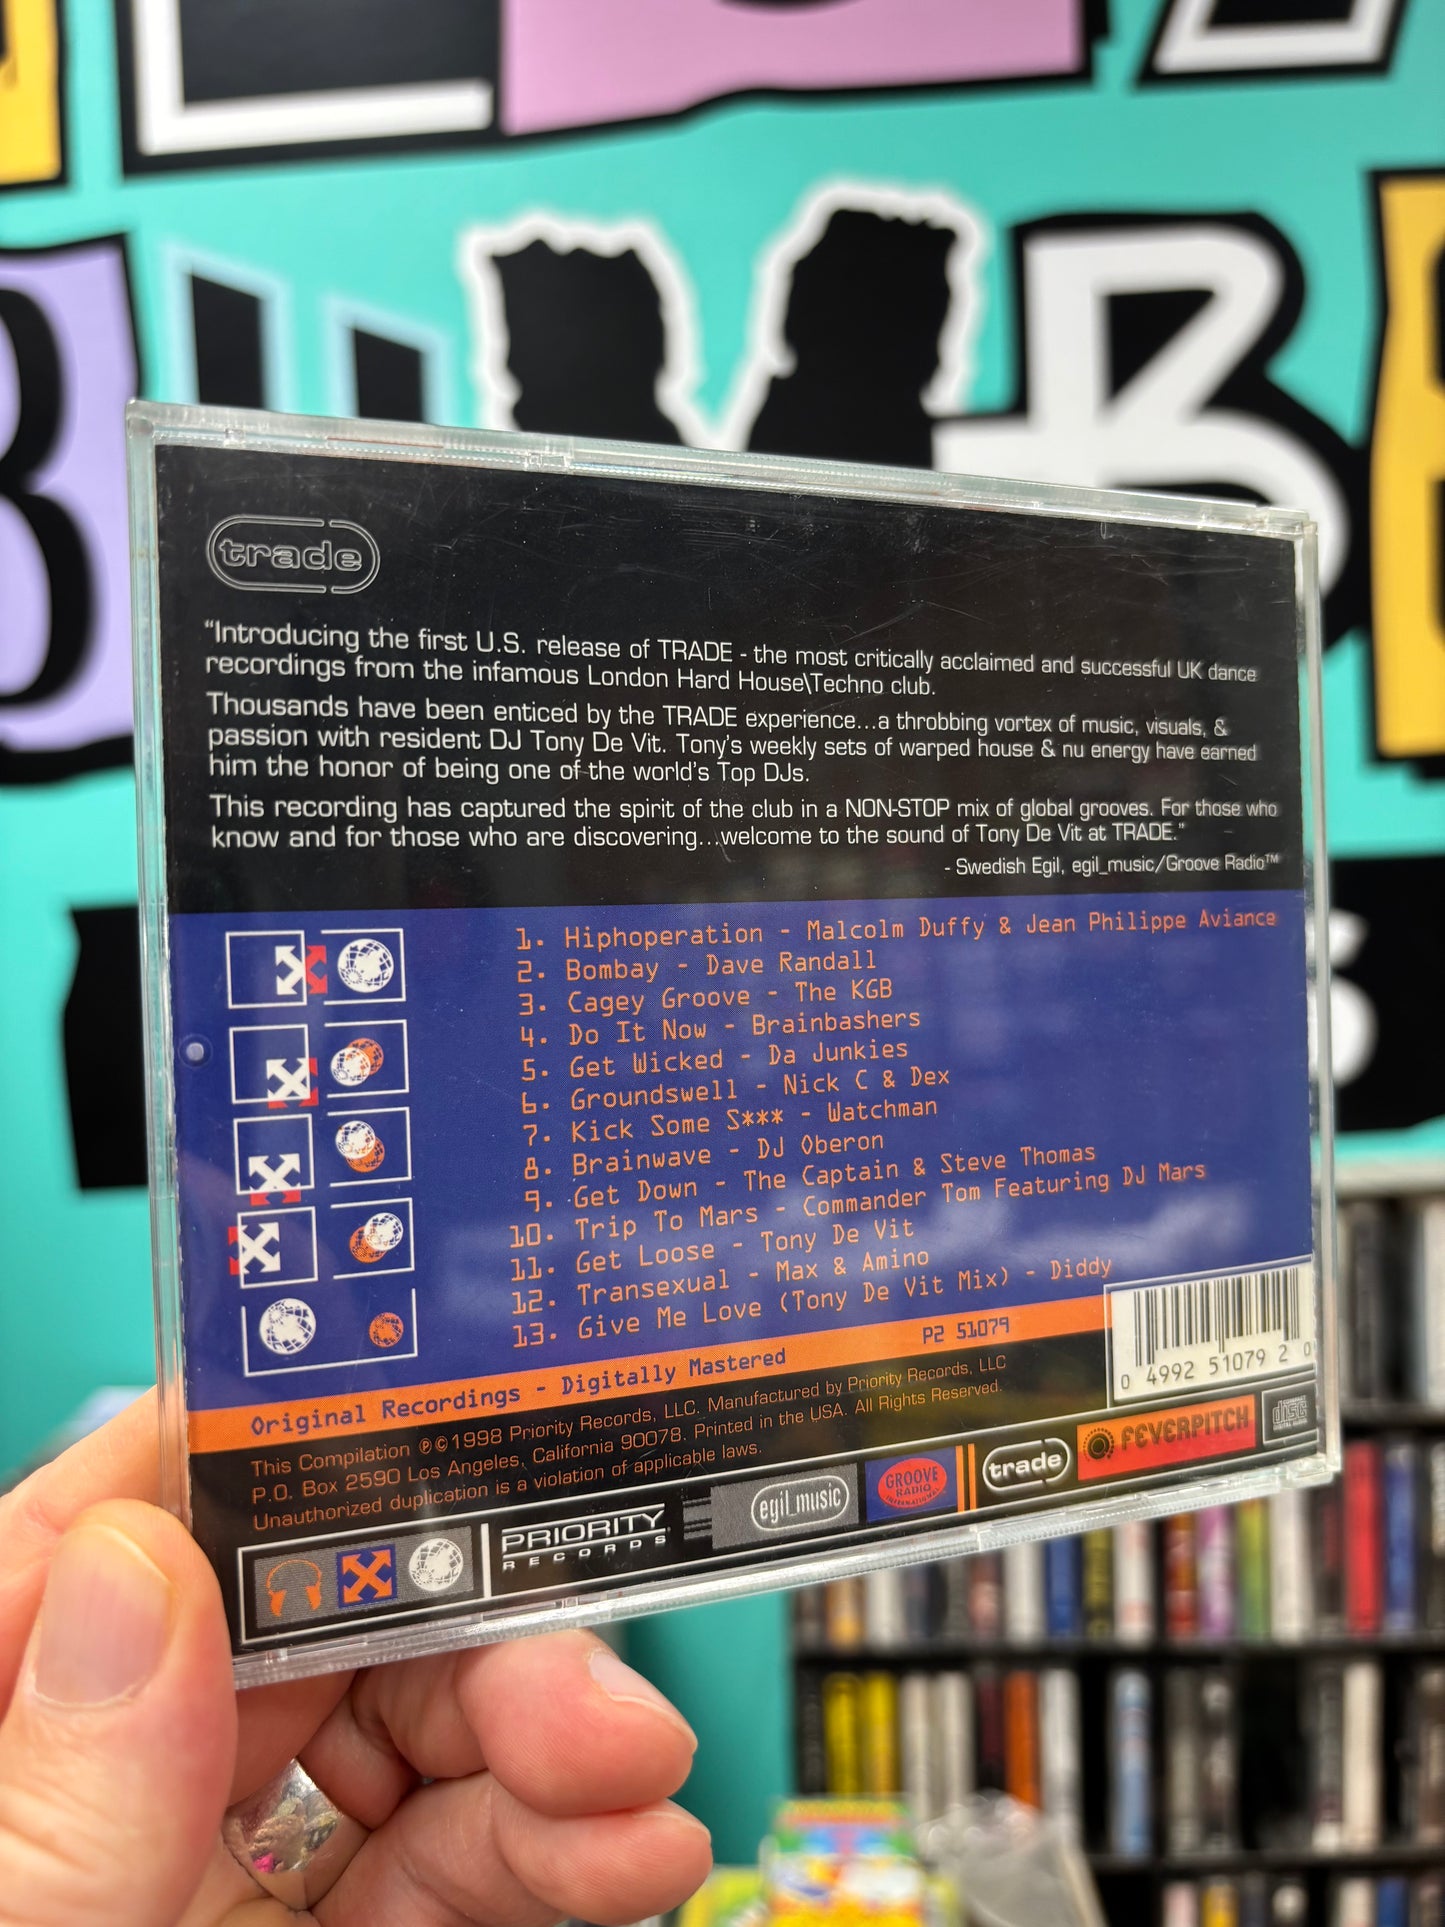 trade
“Introducing the first U.S. release of TRADE - the most critically acclaimed and successful UK dance
recordings from the infamous London Hard House\Techno club.
Thousands have been enticed by the TRADE experience...a throbbing vortex of music, visuals, &
passion with resident DJ Tony De Vit. Tony's weekly sets of warped house & nu energy have earned
him the honor of being one of the world's Top DJs.
This recording has captured the spirit of the club in a NON-STOP mix of global grooves. For those who
know and for those who are discovering...welcome to the sound of Tony De Vit at TRADE.”
- Swedish Egil, egil_music/Groove Radio™
1. Hiphoperation - Malcolm Duffy & Jean Philippe Aviance
2. Bombay - Dave Randall
3. Cagey Groove - The KGB
4. Do It Now - Brainbashers
5. Get Wicked - Da Junkies
6. Groundswell - Nick C & Dex
7. Kick Some S*** - Watchman
8. Brainwave - DJ Oberon
9. Get Down - The Captain & Steve Thomas
10. Trip To Mars - Commander Tom Featuring DJ Mars
11. Get Loose - Tony De Vit
12. Transexual - Max & Amino
13. Give Me Love (Tony De Vit Mix) - Diddy
Original Recordings - Digitally Mastered P2 51079
0 4992 51079 2 0
This Compilation ℗©1998 Priority Records, LLC. Manufactured by Priority Records, LLC
P.O. Box 2590 Los Angeles, California 90078. Printed in the USA. All Rights Reserved.
Unauthorized duplication is a violation of applicable laws.
PRIORITY
RECORDS
egil_music
GROOVE
RADIO
INTERNATIONAL
trade
FEVERPITCH
COMPACT
disc
DIGITAL AUDIO